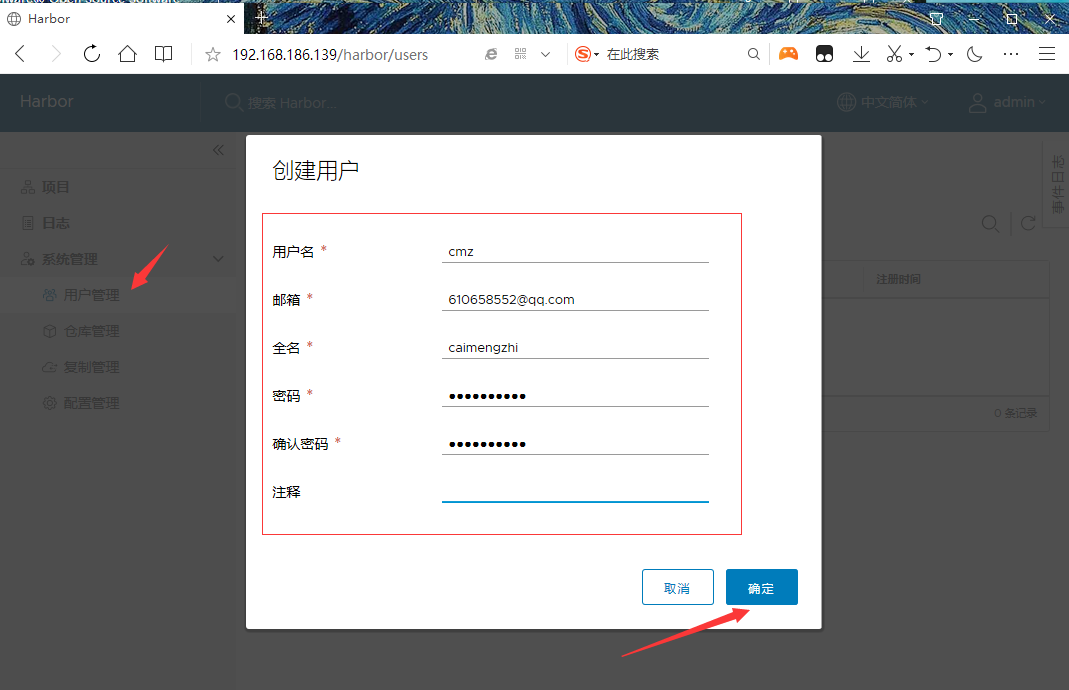 Harbor
192.168.186.139/harbor/users
在此搜索
Harbor
搜索 Harbor...
中文简体
admin
项目
日志
系统管理
用户管理
仓库管理
复制管理
配置管理
事件日志
注册时间
0 条记录
创建用户
用户名 * cmz
邮箱 * 610658552@qq.com
全名 * caimengzhi
密码 * ••••••••••
确认密码 * ••••••••••
注释
取消
确定